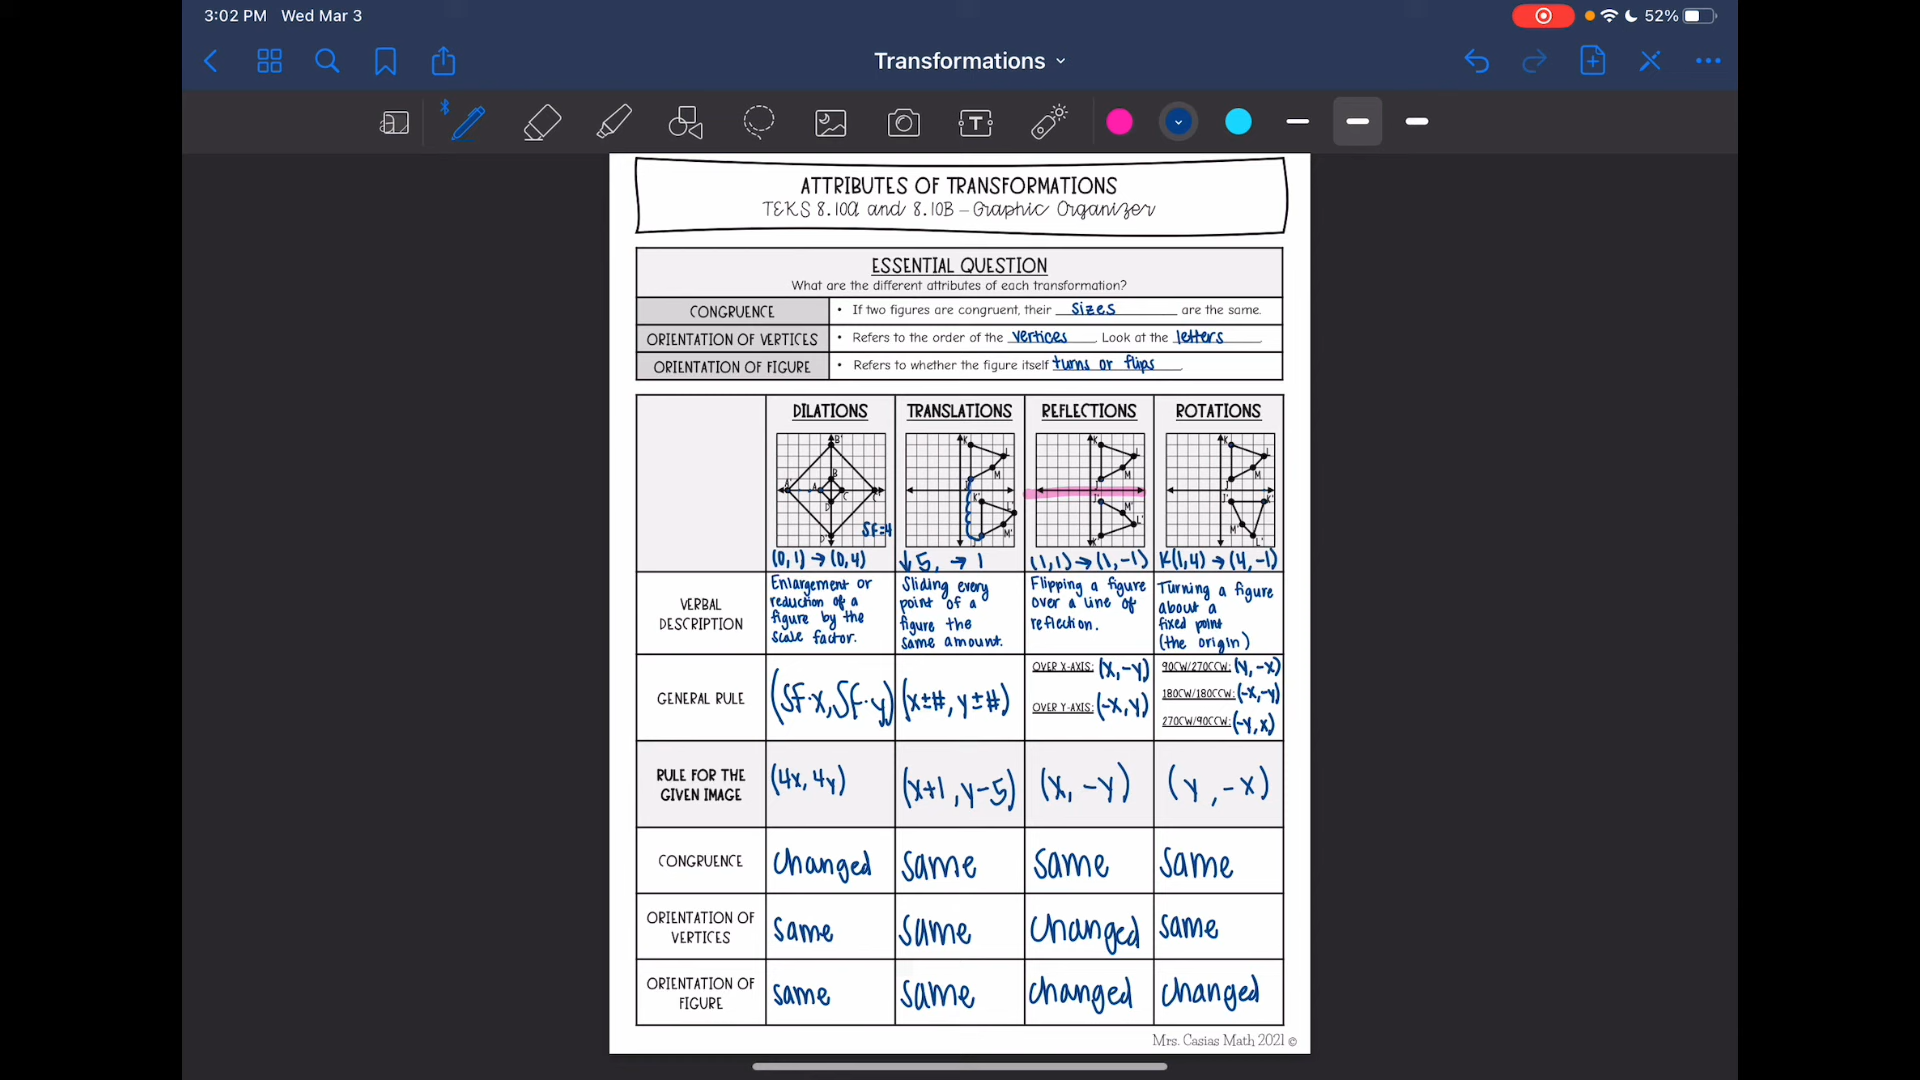 3:02 PM Wed Mar 3
52%
Transformations
T
ATTRIBUTES OF TRANSFORMATIONS
TEKS 8.10A and 8.10B – Graphic Organizer
ESSENTIAL QUESTION
What are the different attributes of each transformation?
CONGRUENCE
• If two figures are congruent, their sizes are the same.
ORIENTATION OF VERTICES
• Refers to the order of the vertices. Look at the letters.
ORIENTATION OF FIGURE
• Refers to whether the figure itself turns or flips.
DILATIONS TRANSLATIONS REFLECTIONS ROTATIONS
SF=4
(0,1) → (0,4)
↓5, → 1
(1,1) → (1,-1)
K(1,4) → (4,-1)
VERBAL
DESCRIPTION
Enlargement or
reduction of a
figure by the
scale factor.
Sliding every
point of a
figure the
same amount.
Flipping a figure
over a line of
reflection.
Turning a figure
about a
fixed point
(the origin)
GENERAL RULE
(SF·x, SF·y)
(x±#, y±#)
OVER X-AXIS: (x,-y)
OVER Y-AXIS: (-x,y)
90CW/270CCW: (y,-x)
180CW/180CCW: (-x,-y)
270CW/90CCW: (-y,x)
RULE FOR THE
GIVEN IMAGE
(4x, 4y)
(x+1, y-5)
(x, -y)
(y, -x)
CONGRUENCE
changed
same
same
same
ORIENTATION OF
VERTICES
same
same
changed
same
ORIENTATION OF
FIGURE
same
same
changed
changed
Mrs. Casias Math 2021 ©